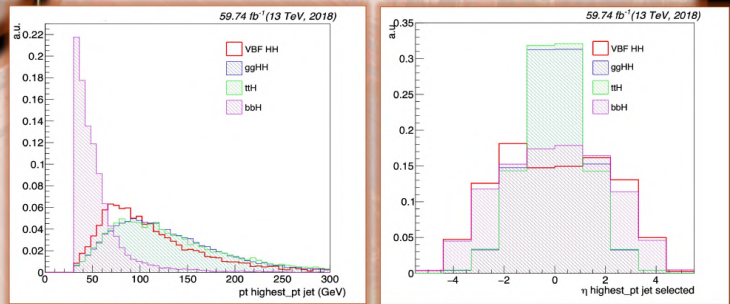 59.74 fb⁻¹(13 TeV, 2018)
a.u.
0.22
0.2
0.18
0.16
0.14
0.12
0.1
0.08
0.06
0.04
0.02
0
VBF HH
ggHH
ttH
bbH
0 50 100 150 200 250 300
pt highest_pt jet (GeV)
59.74 fb⁻¹(13 TeV, 2018)
a.u.
0.35
0.3
0.25
0.2
0.15
0.1
0.05
0
VBF HH
ggHH
ttH
bbH
−4 −2 0 2 4
η highest_pt jet selected